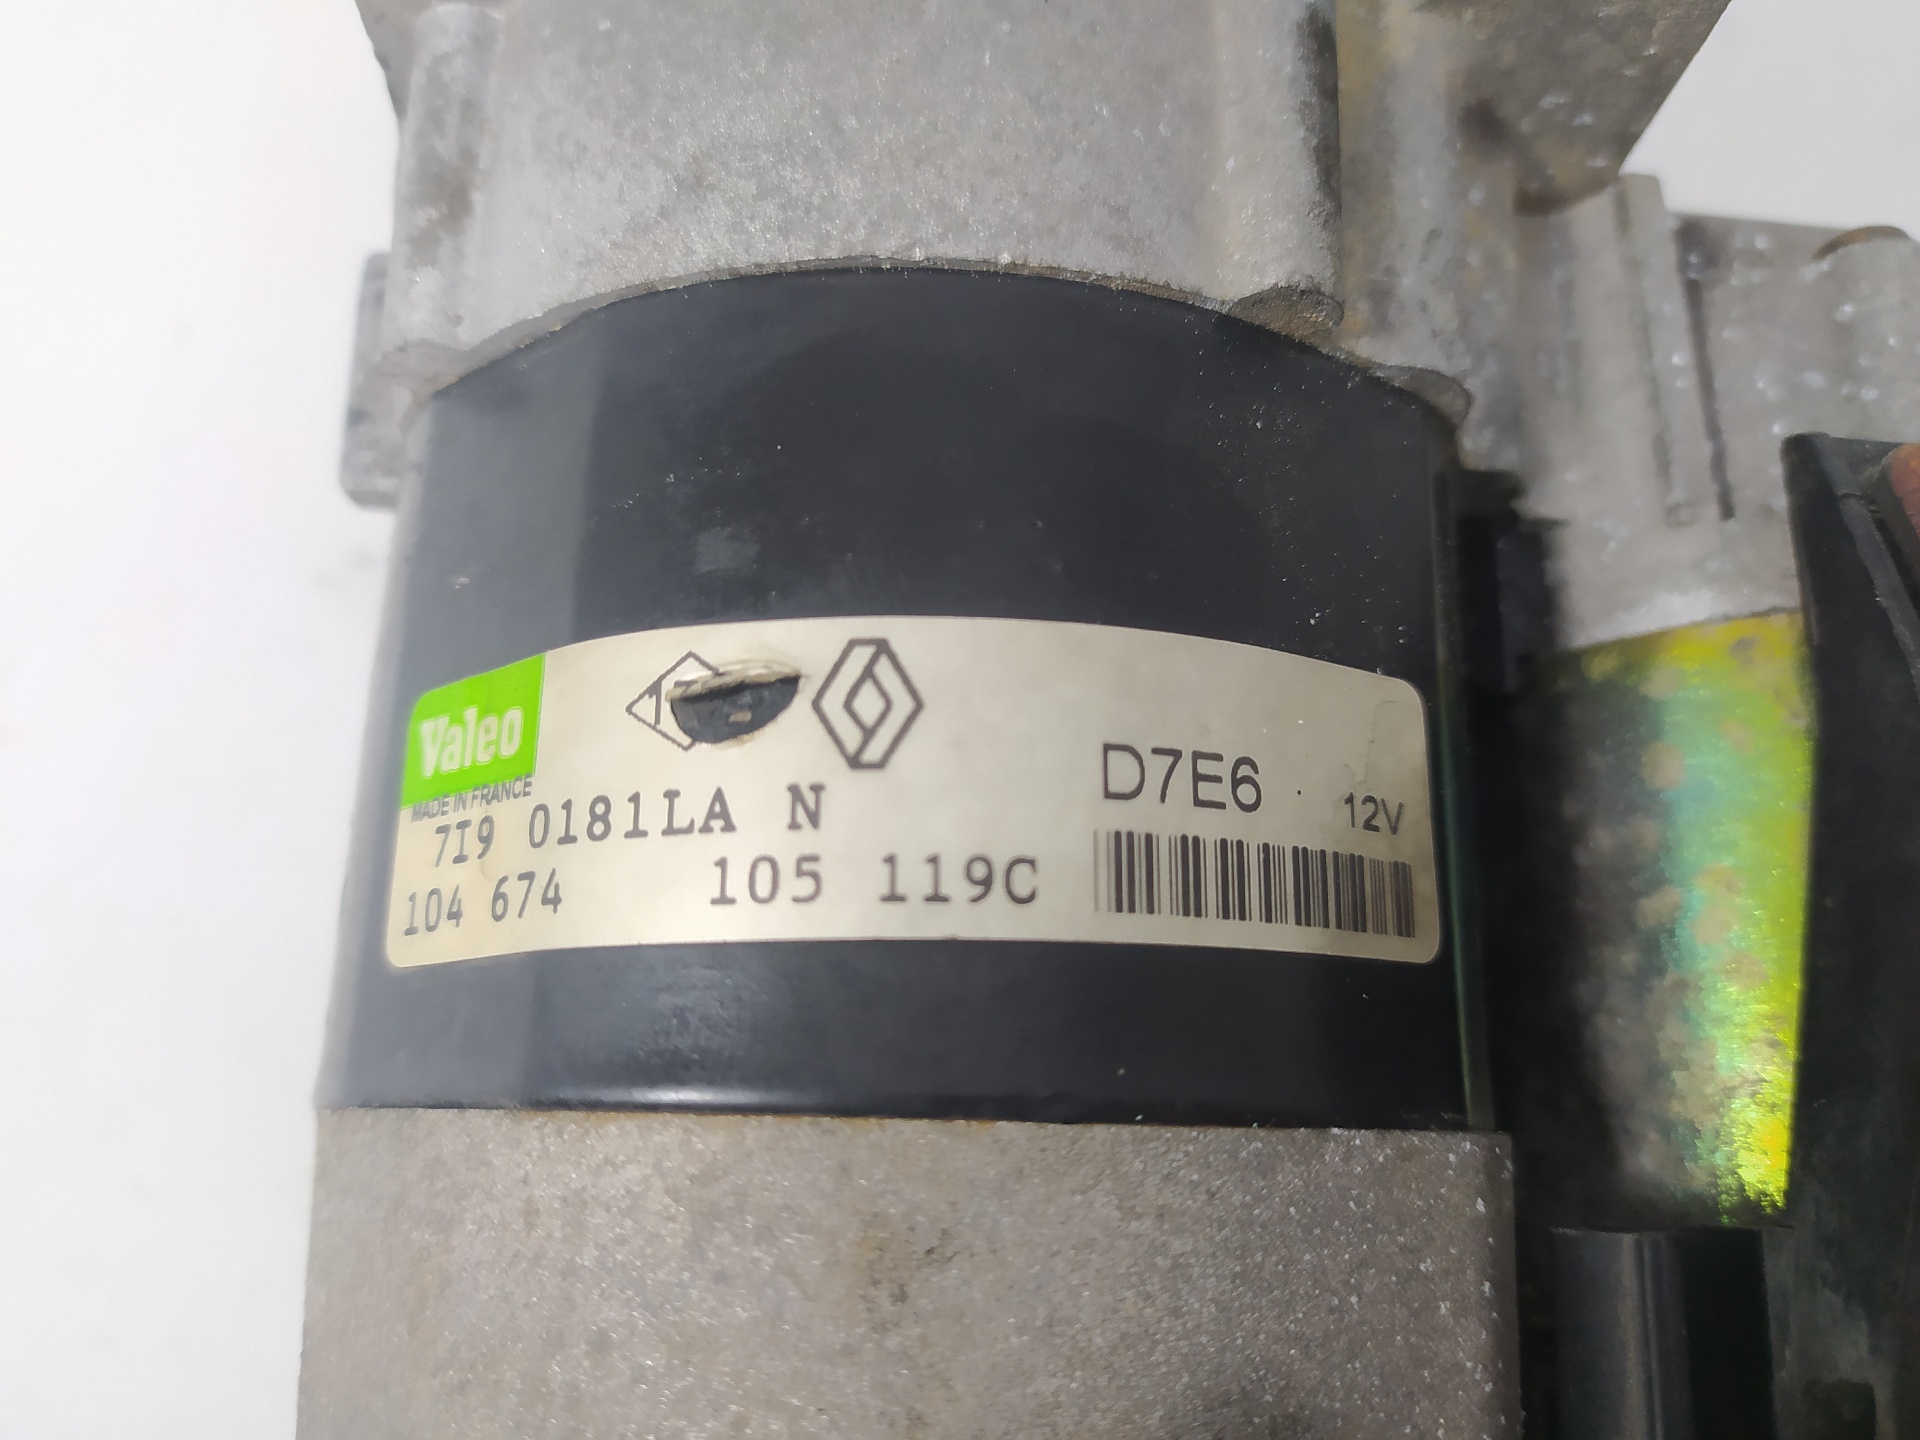 Valeo
MADE IN FRANCE
7I9 0181LA N
104 674 105 119C
D7E6
12V